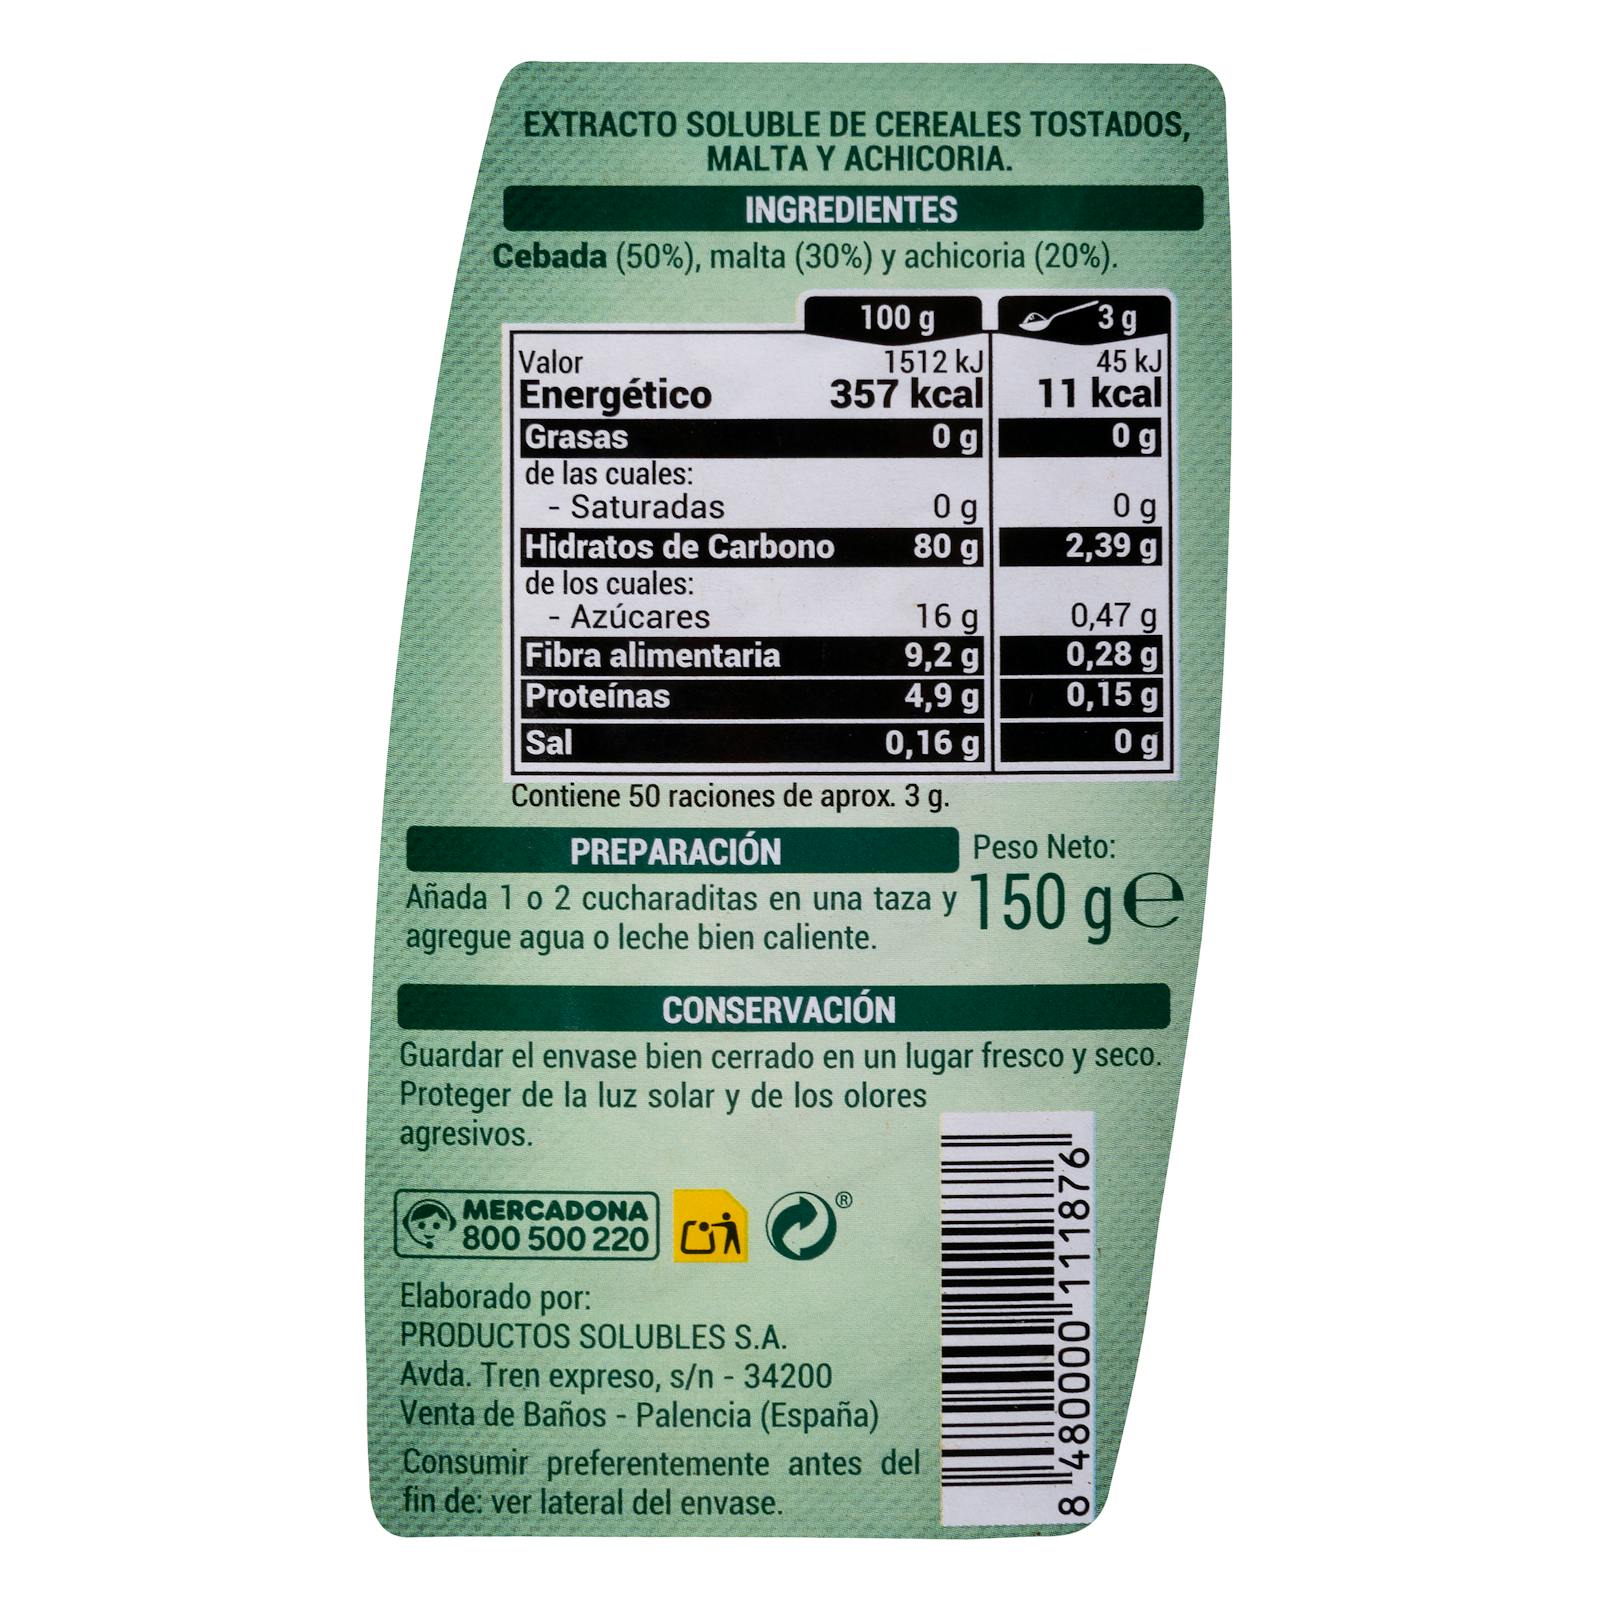 EXTRACTO SOLUBLE DE CEREALES TOSTADOS,
MALTA Y ACHICORIA.
INGREDIENTES
Cebada (50%), malta (30%) y achicoria (20%).
100 g 3 g
Valor 1512 kJ 45 kJ
Energético 357 kcal 11 kcal
Grasas 0 g 0 g
de las cuales:
- Saturadas 0 g 0 g
Hidratos de Carbono 80 g 2,39 g
de los cuales:
- Azúcares 16 g 0,47 g
Fibra alimentaria 9,2 g 0,28 g
Proteínas 4,9 g 0,15 g
Sal 0,16 g 0 g
Contiene 50 raciones de aprox. 3 g.
PREPARACIÓN
Añada 1 o 2 cucharaditas en una taza y
agregue agua o leche bien caliente.
Peso Neto:
150 g e
CONSERVACIÓN
Guardar el envase bien cerrado en un lugar fresco y seco.
Proteger de la luz solar y de los olores
agresivos.
MERCADONA
800 500 220
®
Elaborado por:
PRODUCTOS SOLUBLES S.A.
Avda. Tren expreso, s/n - 34200
Venta de Baños - Palencia (España)
Consumir preferentemente antes del
fin de: ver lateral del envase.
8 480000 111876